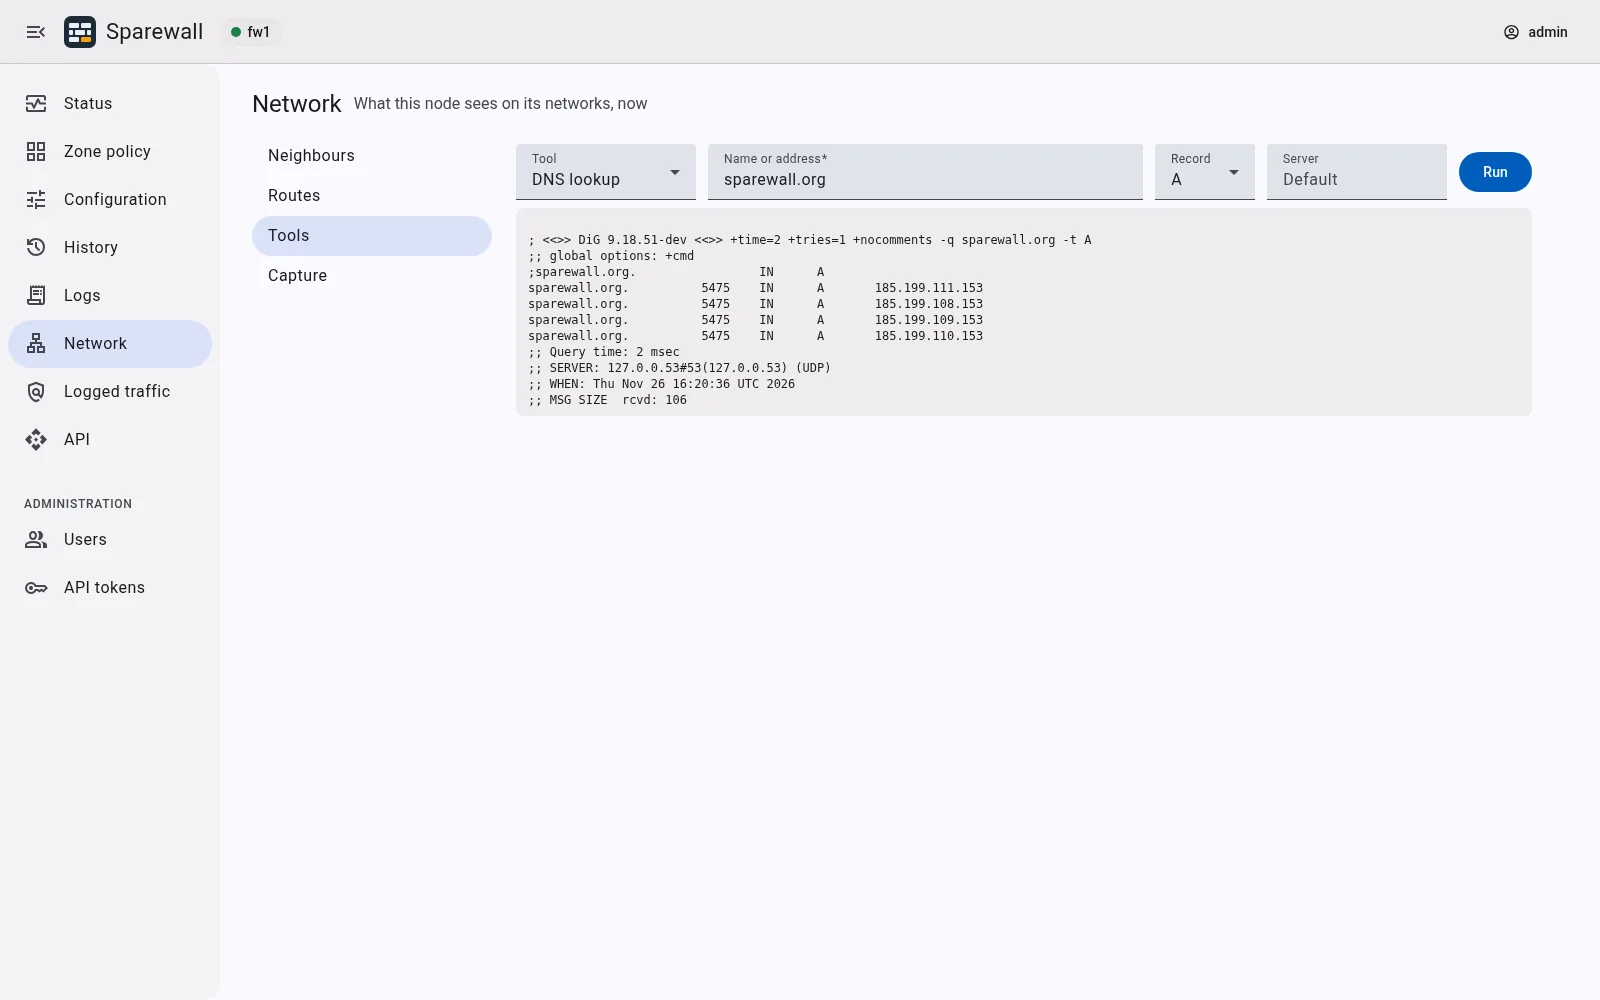 Sparewall
fw1
admin
Status
Zone policy
Configuration
History
Logs
Network
Logged traffic
API
ADMINISTRATION
Users
API tokens
Network What this node sees on its networks, now
Neighbours
Routes
Tools
Capture
Tool
DNS lookup
Name or address*
sparewall.org
Record
A
Server
Default
Run
; <<>> DiG 9.18.51-dev <<>> +time=2 +tries=1 +nocomments -q sparewall.org -t A
;; global options: +cmd
;sparewall.org. IN A
sparewall.org. 5475 IN A 185.199.111.153
sparewall.org. 5475 IN A 185.199.108.153
sparewall.org. 5475 IN A 185.199.109.153
sparewall.org. 5475 IN A 185.199.110.153
;; Query time: 2 msec
;; SERVER: 127.0.0.53#53(127.0.0.53) (UDP)
;; WHEN: Thu Nov 26 16:20:36 UTC 2026
;; MSG SIZE  rcvd: 106